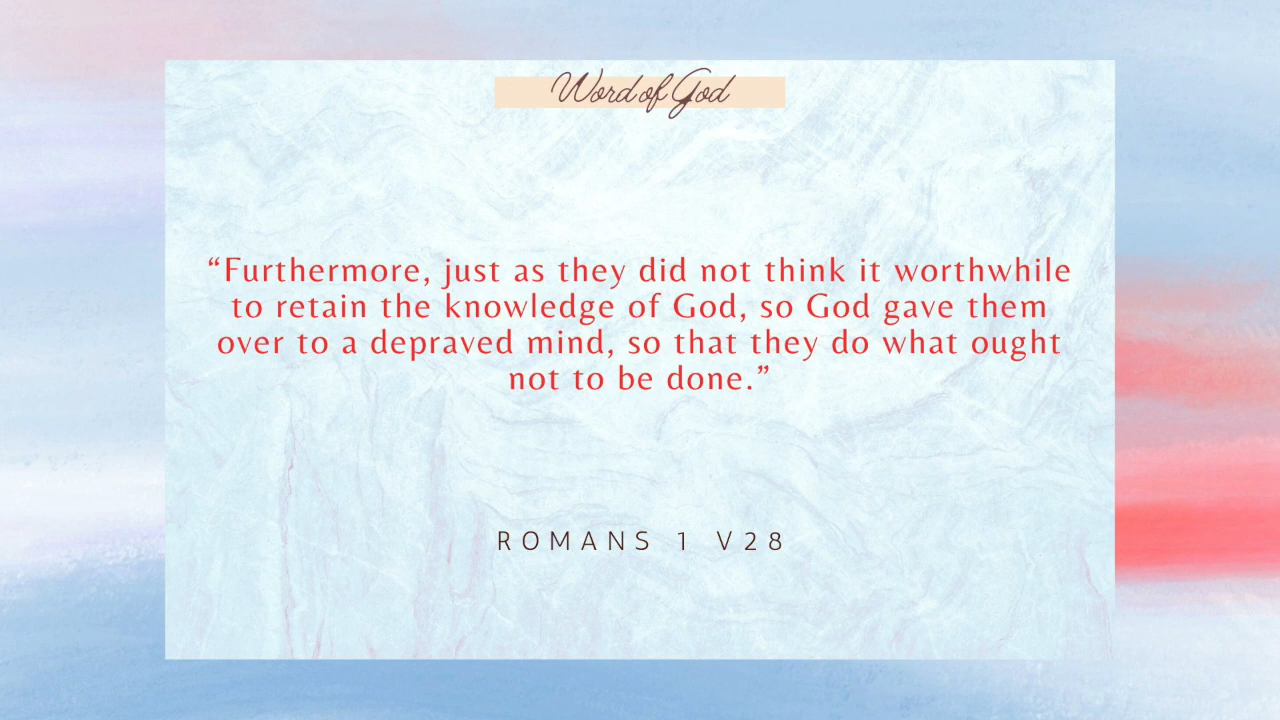 Word of God
“Furthermore, just as they did not think it worthwhile
to retain the knowledge of God, so God gave them
over to a depraved mind, so that they do what ought
not to be done.”
ROMANS 1 V28